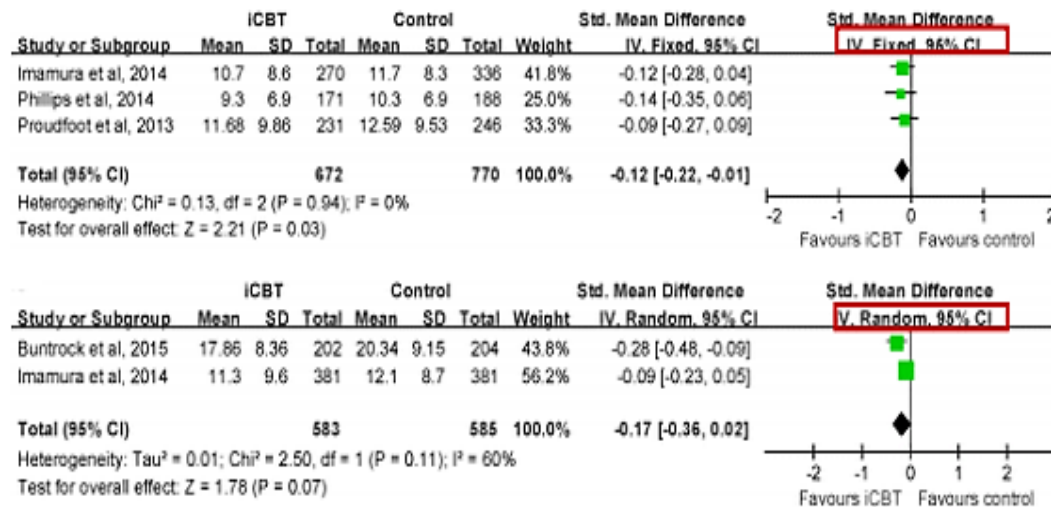 iCBT Control Std. Mean Difference Std. Mean Difference
Study or Subgroup Mean SD Total Mean SD Total Weight IV, Fixed, 95% CI IV, Fixed, 95% CI
Imamura et al, 2014 10.7 8.6 270 11.7 8.3 336 41.8% -0.12 [-0.28, 0.04]
Phillips et al, 2014 9.3 6.9 171 10.3 6.9 188 25.0% -0.14 [-0.35, 0.06]
Proudfoot et al, 2013 11.68 9.86 231 12.59 9.53 246 33.3% -0.09 [-0.27, 0.09]
Total (95% CI) 672 770 100.0% -0.12 [-0.22, -0.01]
Heterogeneity: Chi² = 0.13, df = 2 (P = 0.94); I² = 0%
Test for overall effect: Z = 2.21 (P = 0.03)
-2 -1 0 1 2
Favours iCBT Favours control
iCBT Control Std. Mean Difference Std. Mean Difference
Study or Subgroup Mean SD Total Mean SD Total Weight IV, Random, 95% CI IV, Random, 95% CI
Buntrock et al, 2015 17.86 8.36 202 20.34 9.15 204 43.8% -0.28 [-0.48, -0.09]
Imamura et al, 2014 11.3 9.6 381 12.1 8.7 381 56.2% -0.09 [-0.23, 0.05]
Total (95% CI) 583 585 100.0% -0.17 [-0.36, 0.02]
Heterogeneity: Tau² = 0.01; Chi² = 2.50, df = 1 (P = 0.11); I² = 60%
Test for overall effect: Z = 1.78 (P = 0.07)
-2 -1 0 1 2
Favours iCBT Favours control